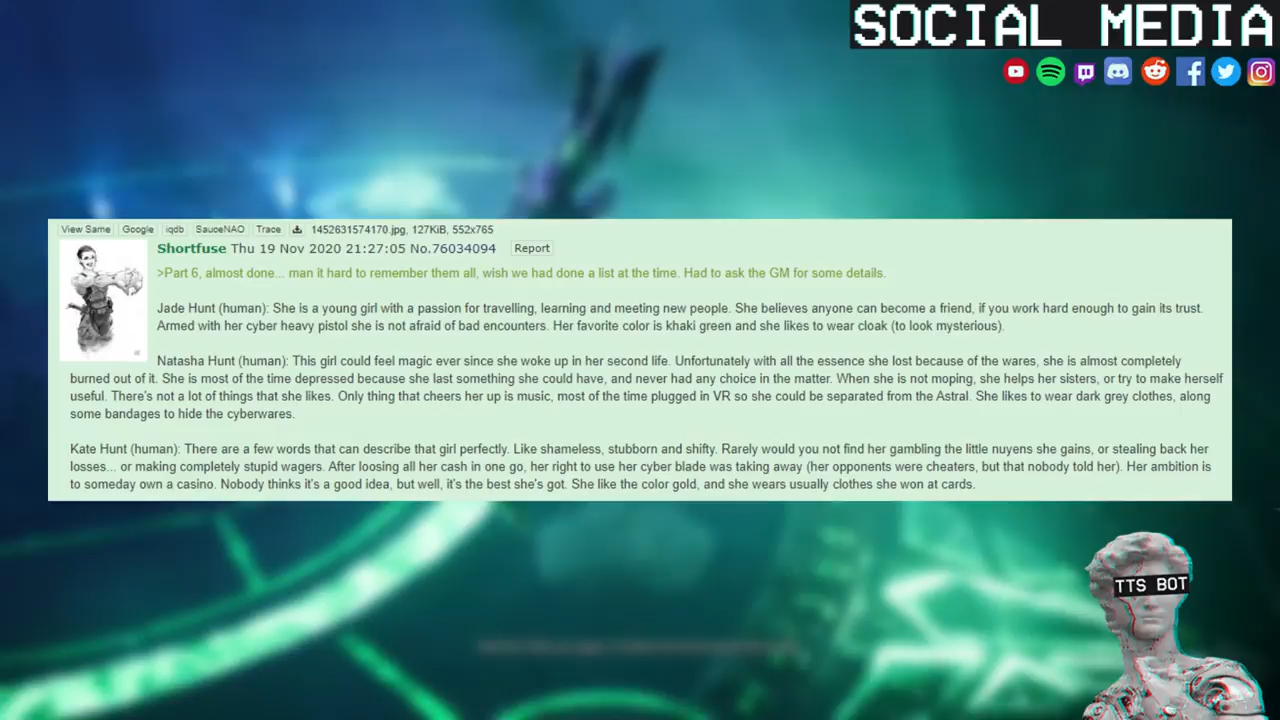 SOCIAL MEDIA
View Same Google iqdb SauceNAO Trace 1452631574170.jpg, 127KiB, 552x765
Shortfuse Thu 19 Nov 2020 21:27:05 No.76034094 Report
>Part 6, almost done... man it hard to remember them all, wish we had done a list at the time. Had to ask the GM for some details.
Jade Hunt (human): She is a young girl with a passion for travelling, learning and meeting new people. She believes anyone can become a friend, if you work hard enough to gain its trust.
Armed with her cyber heavy pistol she is not afraid of bad encounters. Her favorite color is khaki green and she likes to wear cloak (to look mysterious).
Natasha Hunt (human): This girl could feel magic ever since she woke up in her second life. Unfortunately with all the essence she lost because of the wares, she is almost completely
burned out of it. She is most of the time depressed because she last something she could have, and never had any choice in the matter. When she is not moping, she helps her sisters, or try to make herself
useful. There's not a lot of things that she likes. Only thing that cheers her up is music, most of the time plugged in VR so she could be separated from the Astral. She likes to wear dark grey clothes, along
some bandages to hide the cyberwares.
Kate Hunt (human): There are a few words that can describe that girl perfectly. Like shameless, stubborn and shifty. Rarely would you not find her gambling the little nuyens she gains, or stealing back her
losses... or making completely stupid wagers. After loosing all her cash in one go, her right to use her cyber blade was taking away (her opponents were cheaters, but that nobody told her). Her ambition is
to someday own a casino. Nobody thinks it's a good idea, but well, it's the best she's got. She like the color gold, and she wears usually clothes she won at cards.
TTS BOT